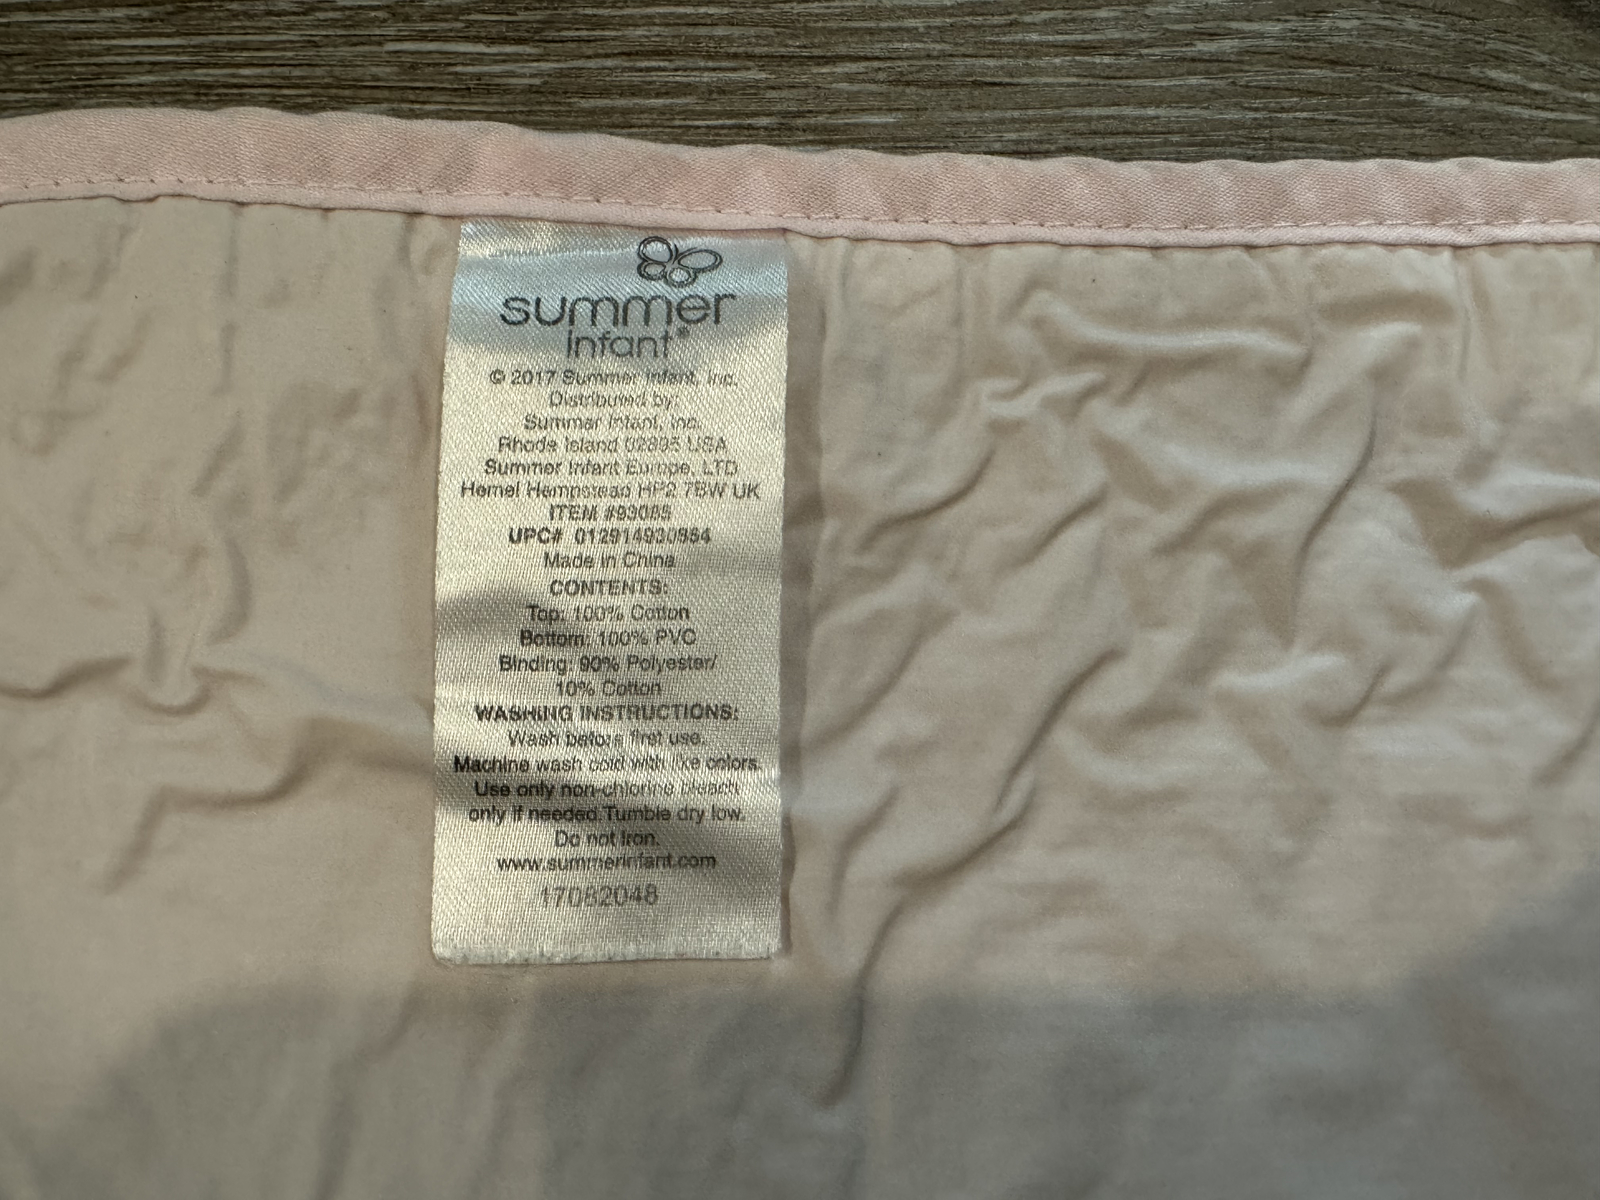 summer
infant®
© 2017 Summer Infant, Inc.
Distributed by:
Summer Infant, Inc.
Rhode Island 02895 USA
Summer Infant Europe, LTD
Hemel Hempstead HP2 7BW UK
ITEM #93085
UPC# 012914930854
Made in China
CONTENTS:
Top: 100% Cotton
Bottom: 100% PVC
Binding: 90% Polyester/
10% Cotton
WASHING INSTRUCTIONS:
Wash before first use.
Machine wash cold with like colors.
Use only non-chlorine bleach
only if needed. Tumble dry low.
Do not Iron.
www.summerinfant.com
17082048